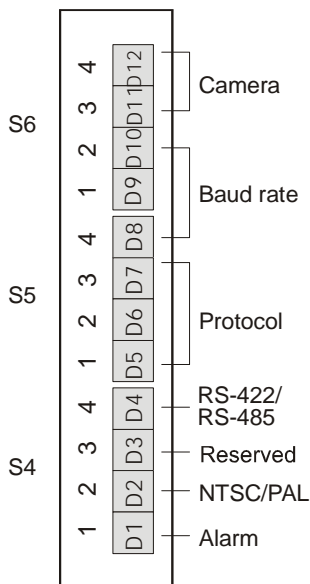 4 D12
Camera
3 D11
S6
2 D10
1 D9
Baud rate
4 D8
3 D7
S5
2 D6
Protocol
1 D5
4 D4
RS-422/
RS-485
3 D3
Reserved
S4
2 D2
NTSC/PAL
1 D1
Alarm